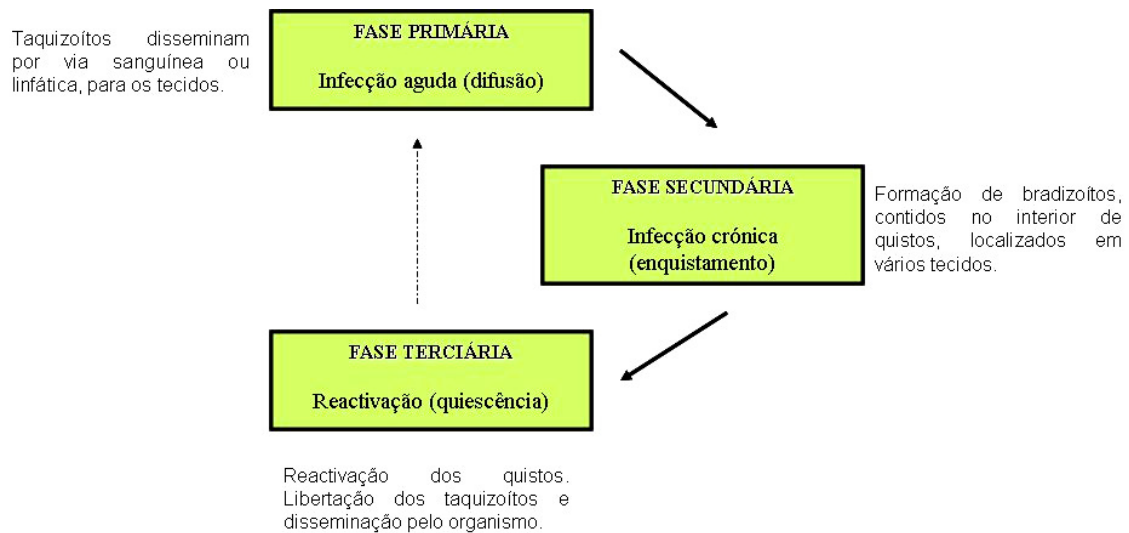 Taquizoítos disseminam
por via sanguínea ou
linfática, para os tecidos.
FASE PRIMÁRIA
Infecção aguda (difusão)
FASE SECUNDÁRIA
Infecção crónica
(enquistamento)
Formação de bradizoítos,
contidos no interior de
quistos, localizados em
vários tecidos.
FASE TERCIÁRIA
Reactivação (quiescência)
Reactivação dos quistos.
Libertação dos taquizoítos e
disseminação pelo organismo.